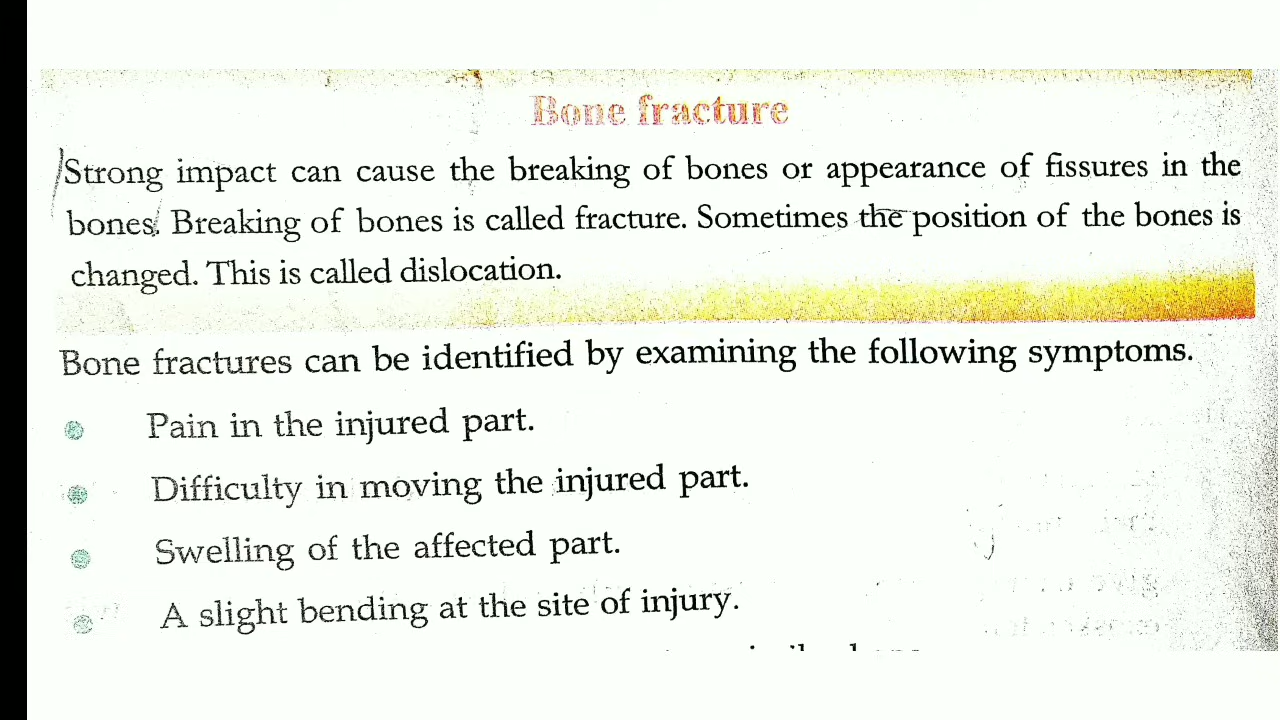 Bone fracture
Strong impact can cause the breaking of bones or appearance of fissures in the
bones. Breaking of bones is called fracture. Sometimes the position of the bones is
changed. This is called dislocation.
Bone fractures can be identified by examining the following symptoms.
Pain in the injured part.
Difficulty in moving the injured part.
Swelling of the affected part.
A slight bending at the site of injury.